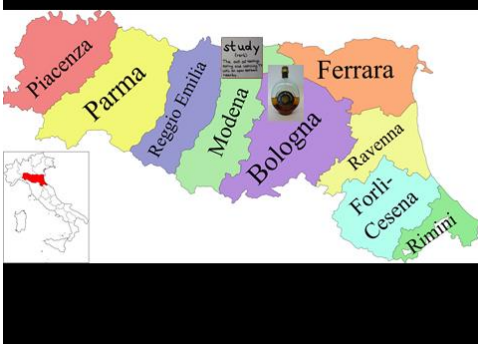 Piacenza
Parma
Reggio Emilia
Modena
Bologna
Ferrara
Ravenna
Forlì-
Cesena
Rimini
study
(verb)